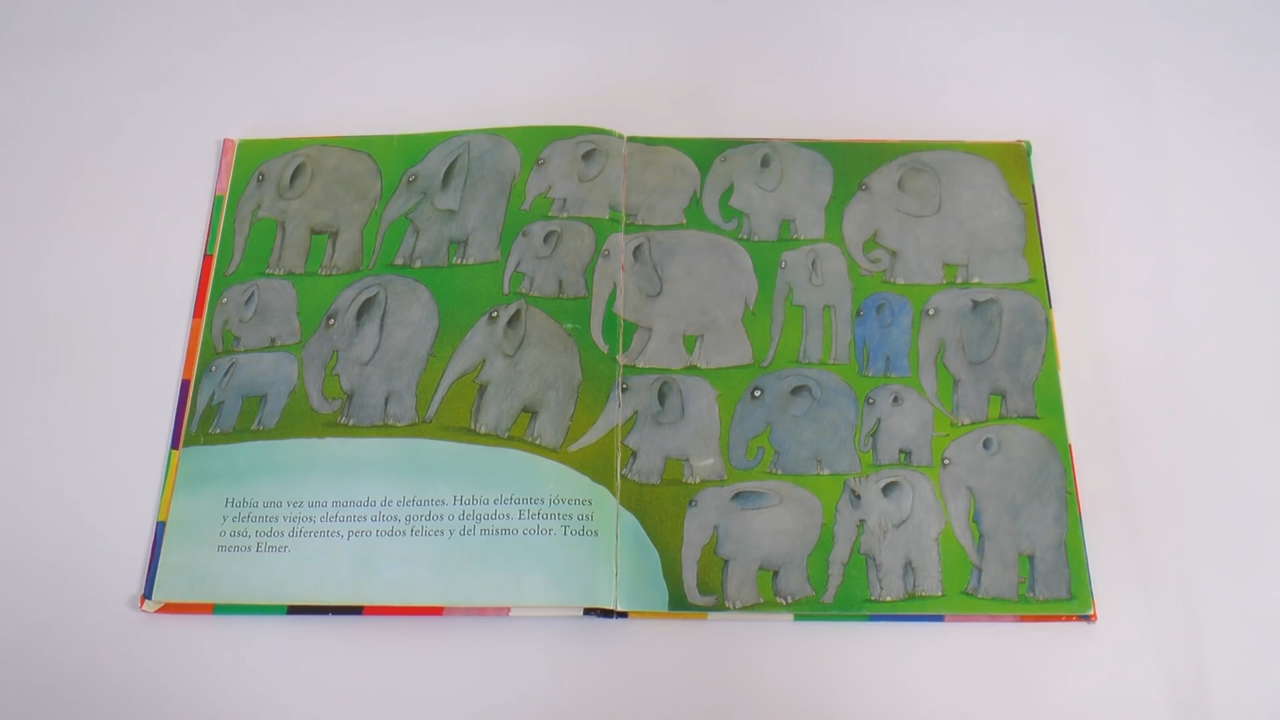 Había una vez una manada de elefantes. Había elefantes jóvenes
y elefantes viejos; elefantes altos, gordos o delgados. Elefantes así
o asá, todos diferentes, pero todos felices y del mismo color. Todos
menos Elmer.